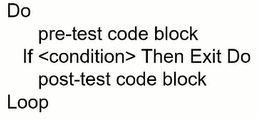 Do
pre-test code block
If <condition> Then Exit Do
post-test code block
Loop